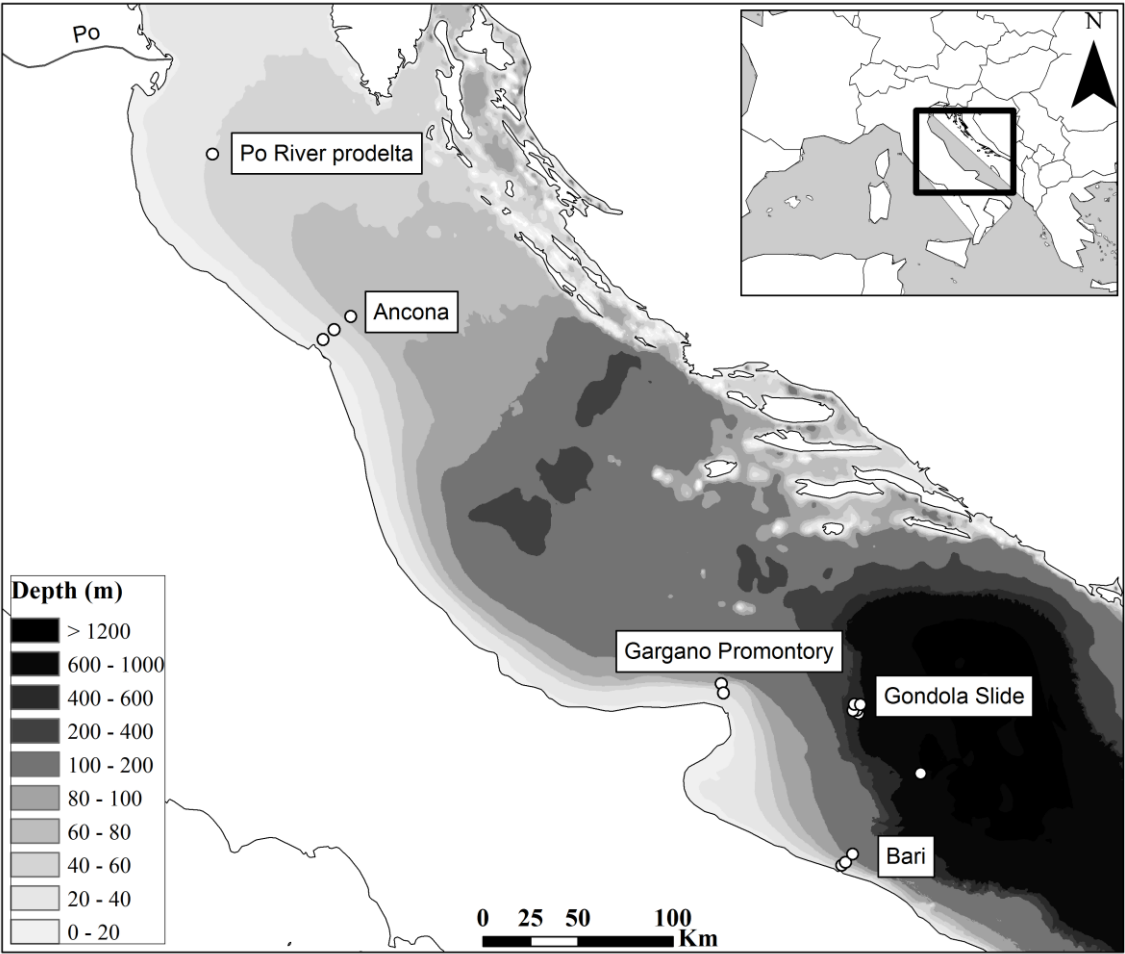 Po
N
Po River prodelta
Ancona
Gargano Promontory
Gondola Slide
Bari
Depth (m)
> 1200
600 - 1000
400 - 600
200 - 400
100 - 200
80 - 100
60 - 80
40 - 60
20 - 40
0 - 20
0 25 50 100
Km